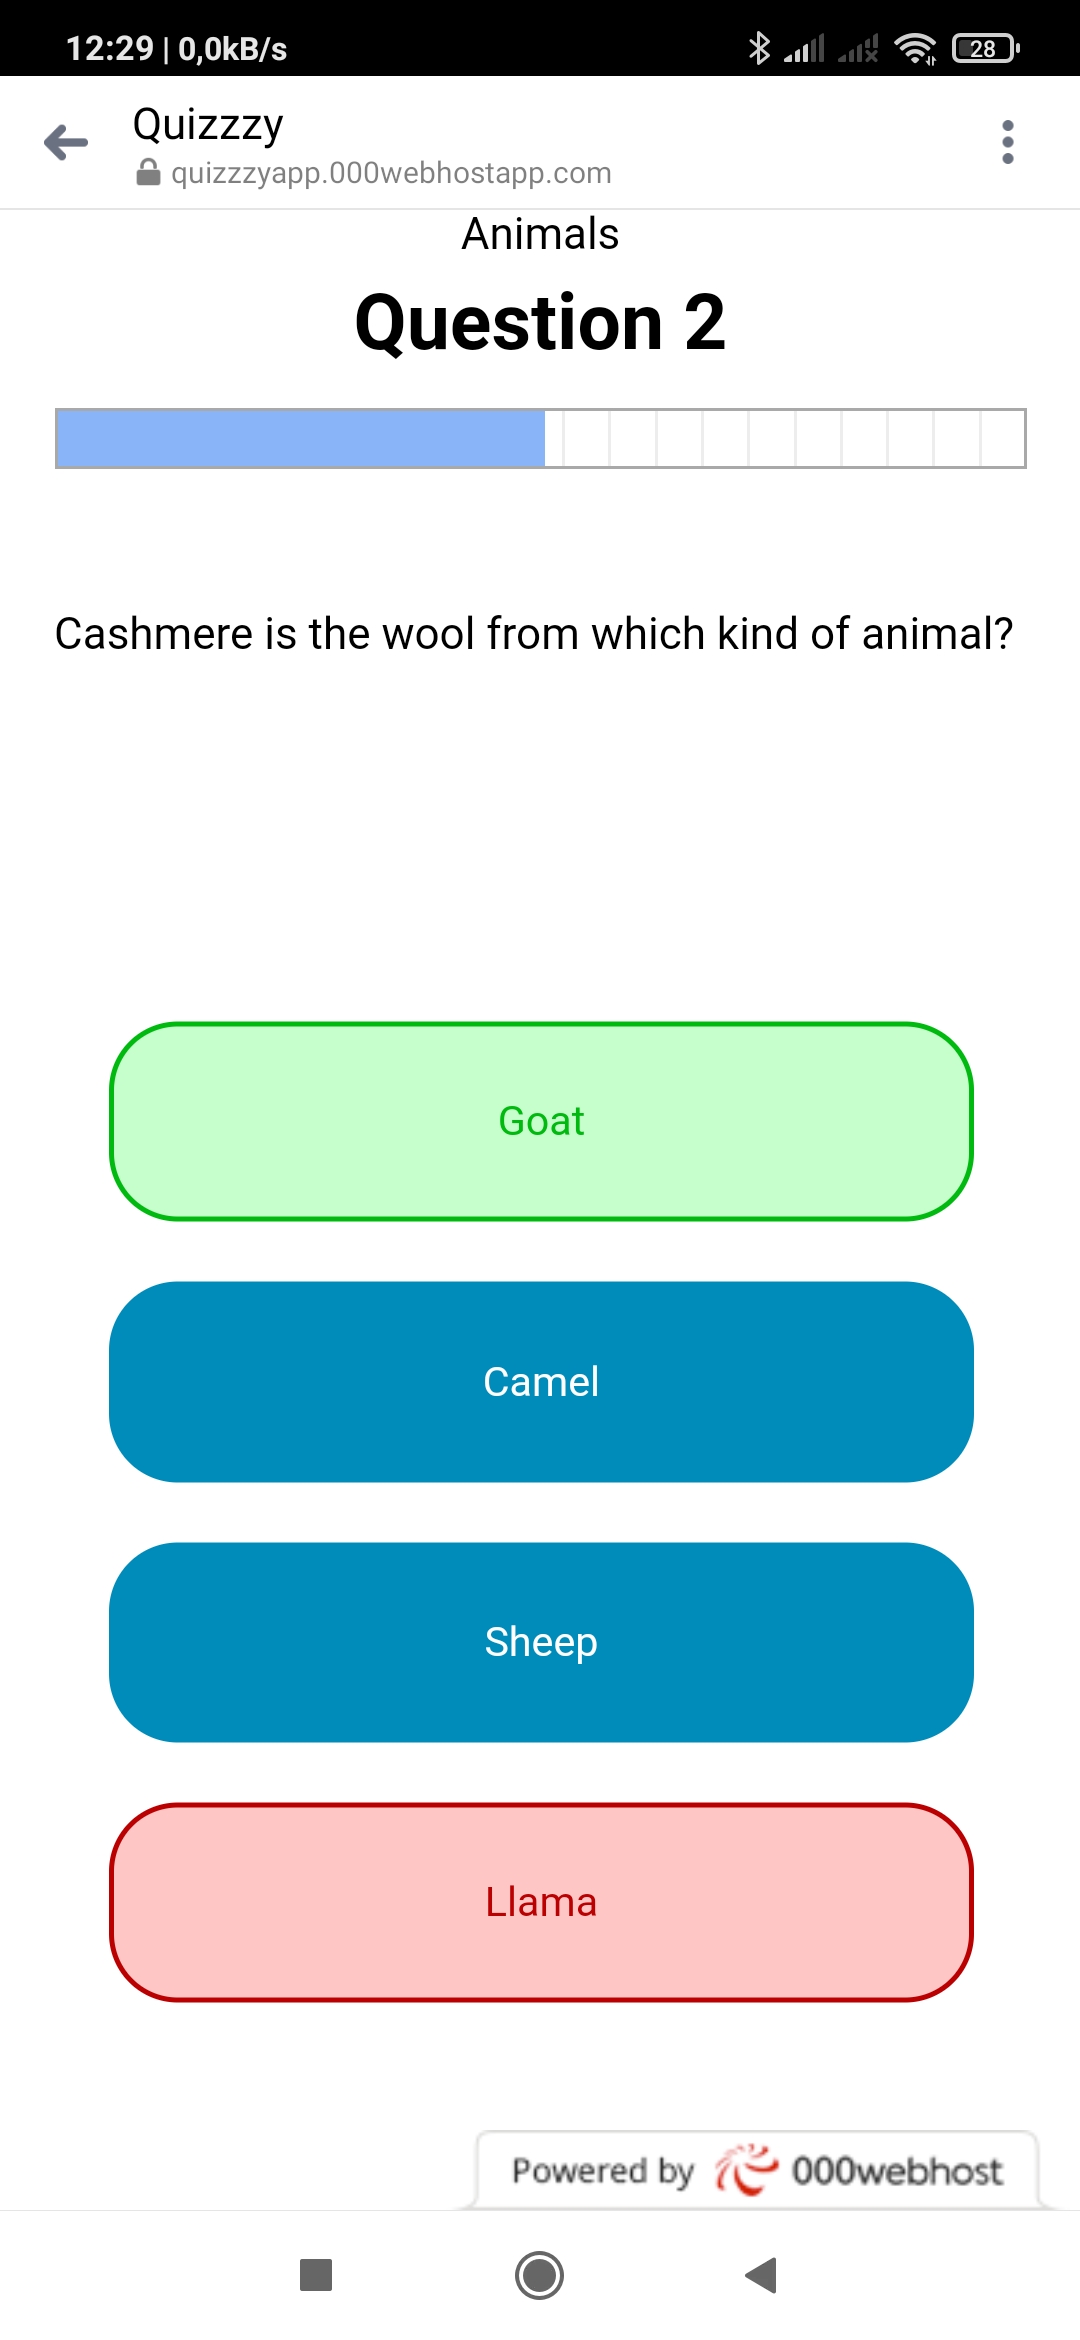 12:29 | 0,0kB/s
28
Quizzzy
quizzzyapp.000webhostapp.com
Animals
Question 2
Cashmere is the wool from which kind of animal?
Goat
Camel
Sheep
Llama
Powered by 000webhost